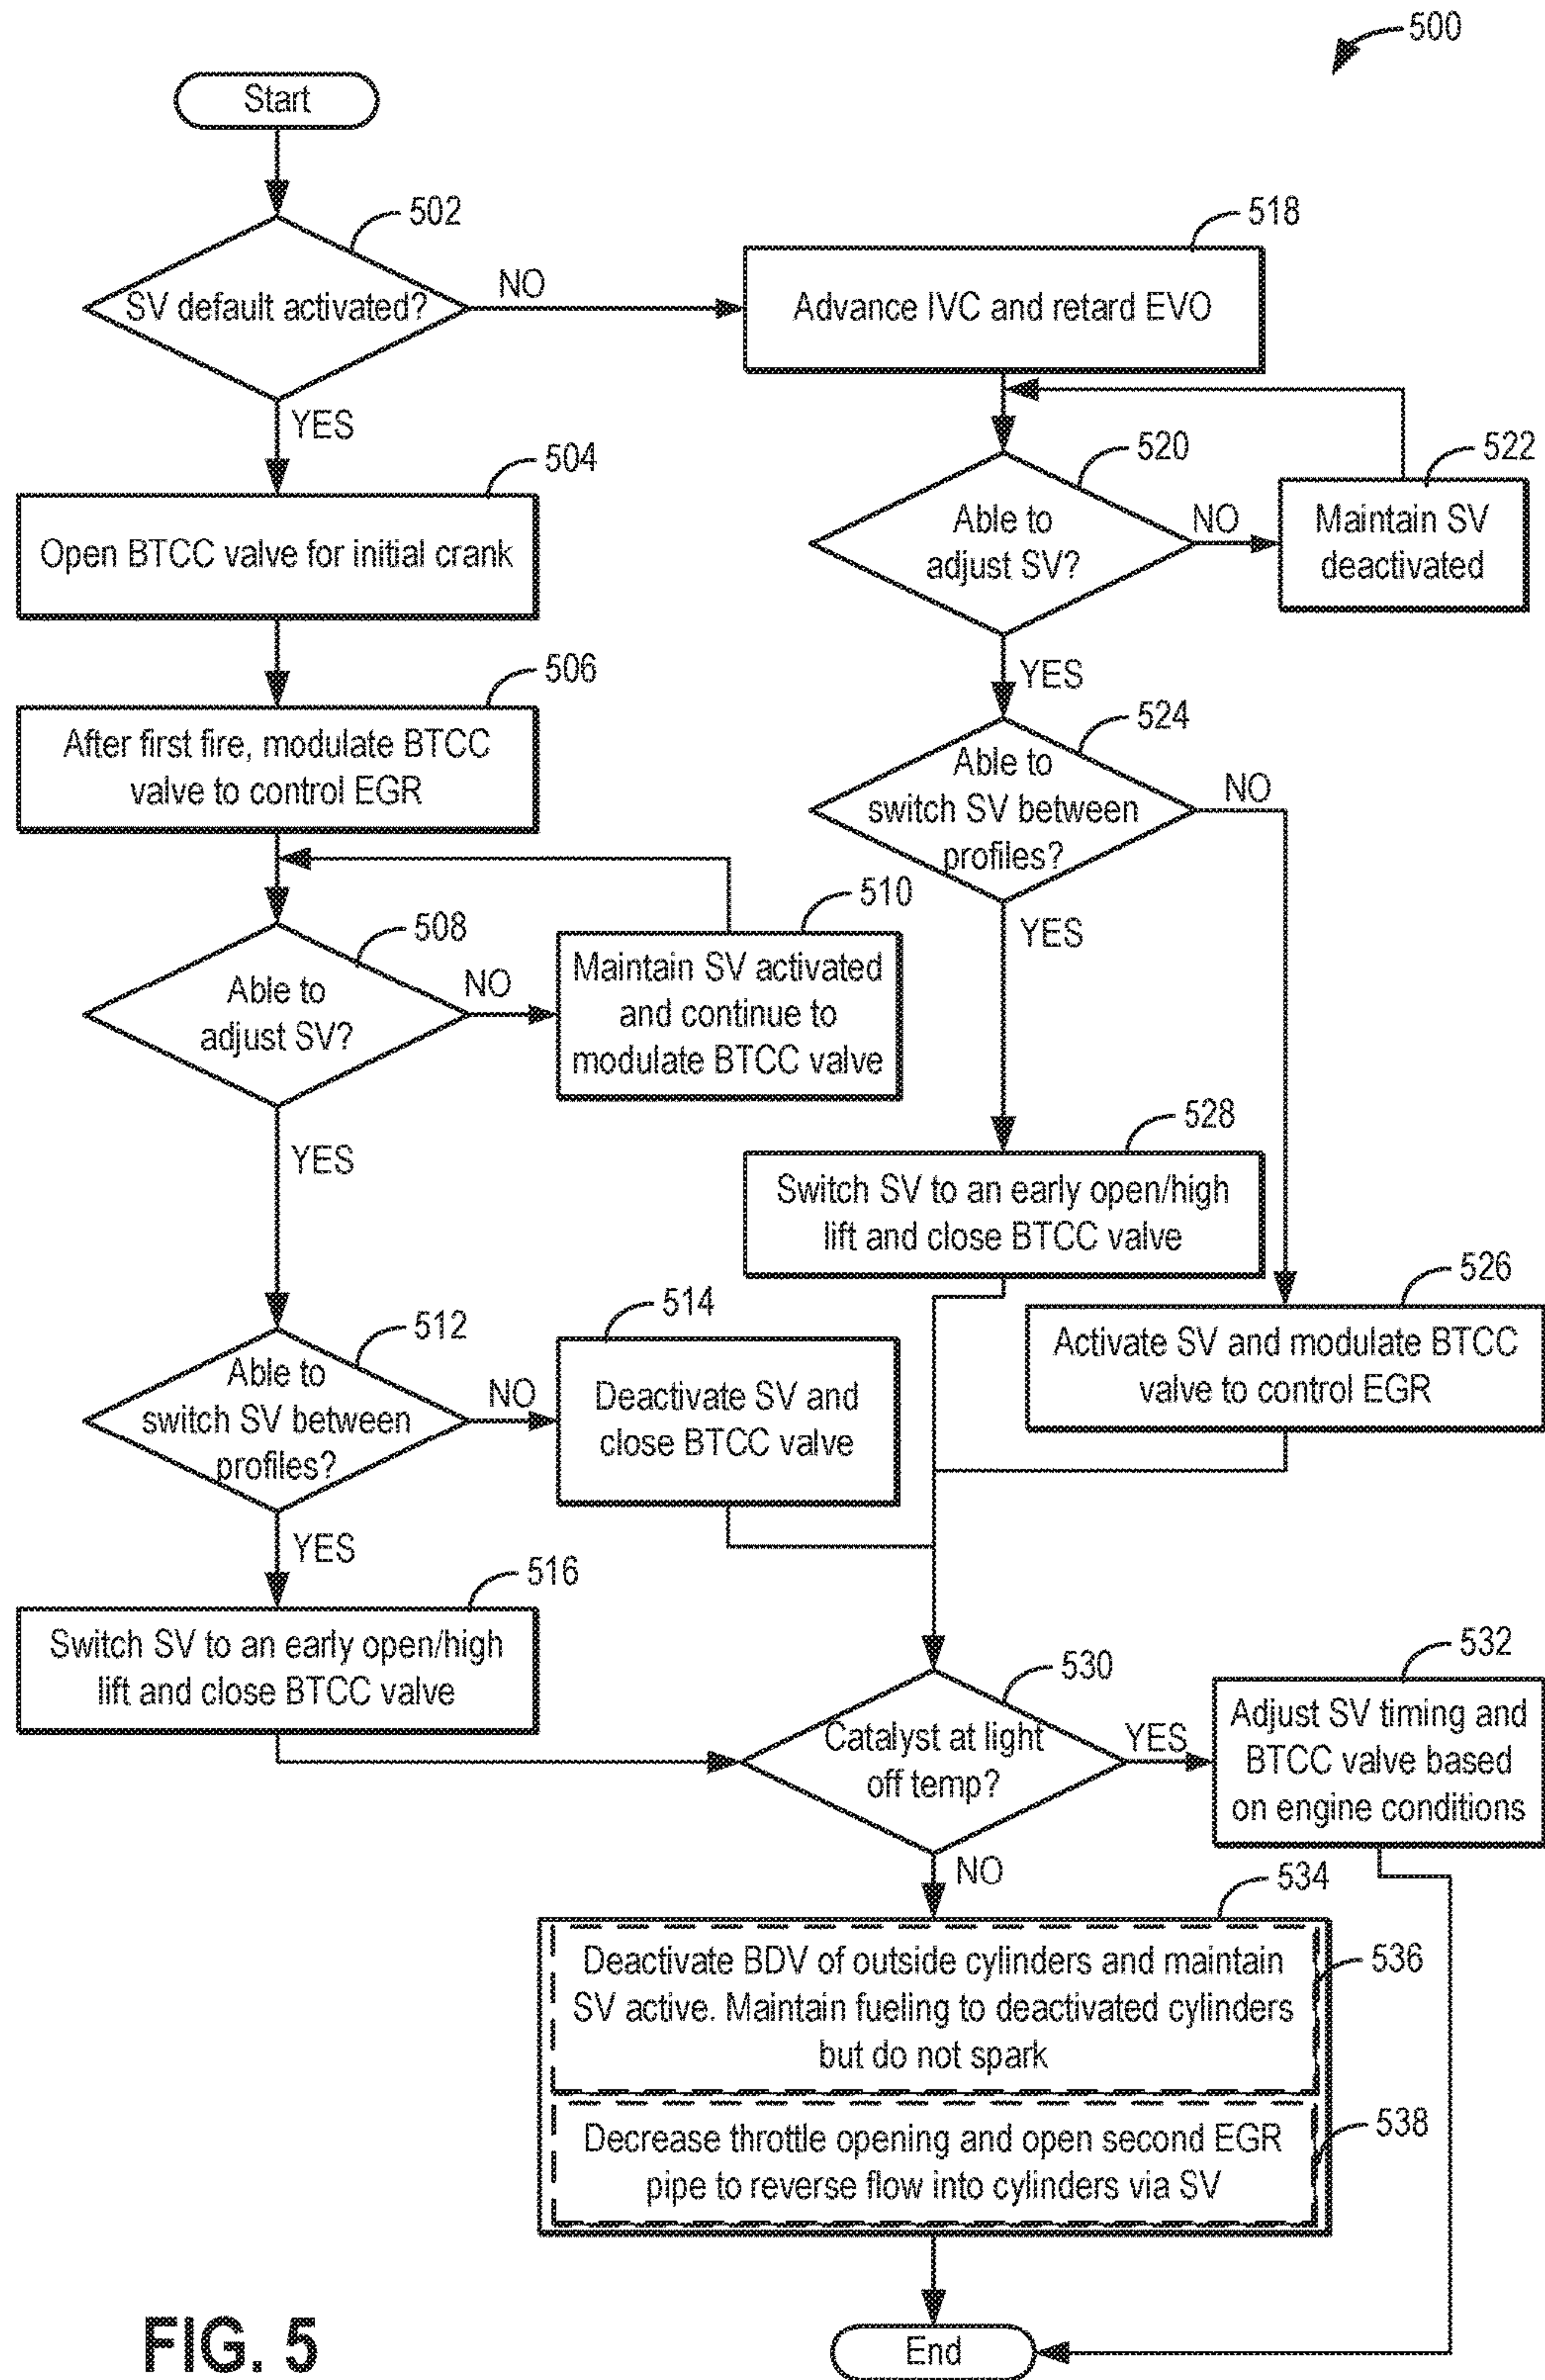 500
Start
502
SV default activated?
NO
YES
518
Advance IVC and retard EVO
504
Open BTCC valve for initial crank
520
Able to
adjust SV?
NO
YES
522
Maintain SV
deactivated
506
After first fire, modulate BTCC
valve to control EGR
524
Able to
switch SV between
profiles?
NO
YES
508
Able to
adjust SV?
NO
YES
510
Maintain SV activated
and continue to
modulate BTCC valve
528
Switch SV to an early open/high
lift and close BTCC valve
526
Activate SV and modulate BTCC
valve to control EGR
512
Able to
switch SV between
profiles?
NO
YES
514
Deactivate SV and
close BTCC valve
516
Switch SV to an early open/high
lift and close BTCC valve
530
Catalyst at light
off temp?
YES
NO
532
Adjust SV timing and
BTCC valve based
on engine conditions
534
Deactivate BDV of outside cylinders and maintain
SV active. Maintain fueling to deactivated cylinders
but do not spark
536
Decrease throttle opening and open second EGR
pipe to reverse flow into cylinders via SV
538
End
FIG. 5